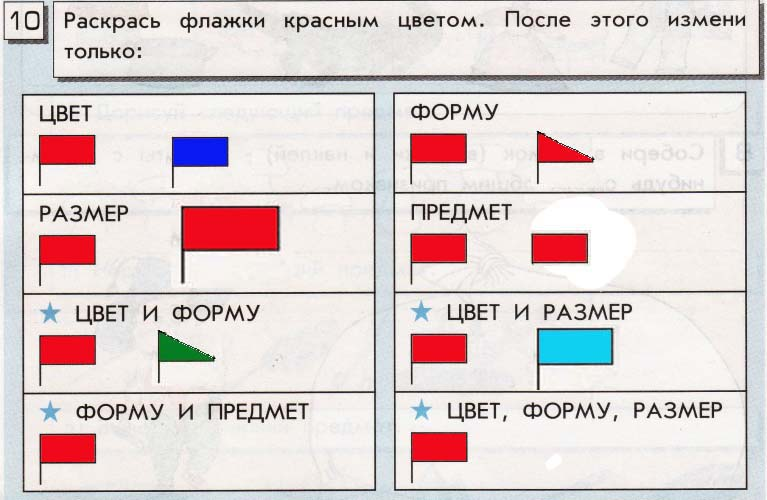 10 Раскрась флажки красным цветом. После этого измени
только:
ЦВЕТ
ФОРМУ
РАЗМЕР
ПРЕДМЕТ
ЦВЕТ И ФОРМУ
ЦВЕТ И РАЗМЕР
ФОРМУ И ПРЕДМЕТ
ЦВЕТ, ФОРМУ, РАЗМЕР